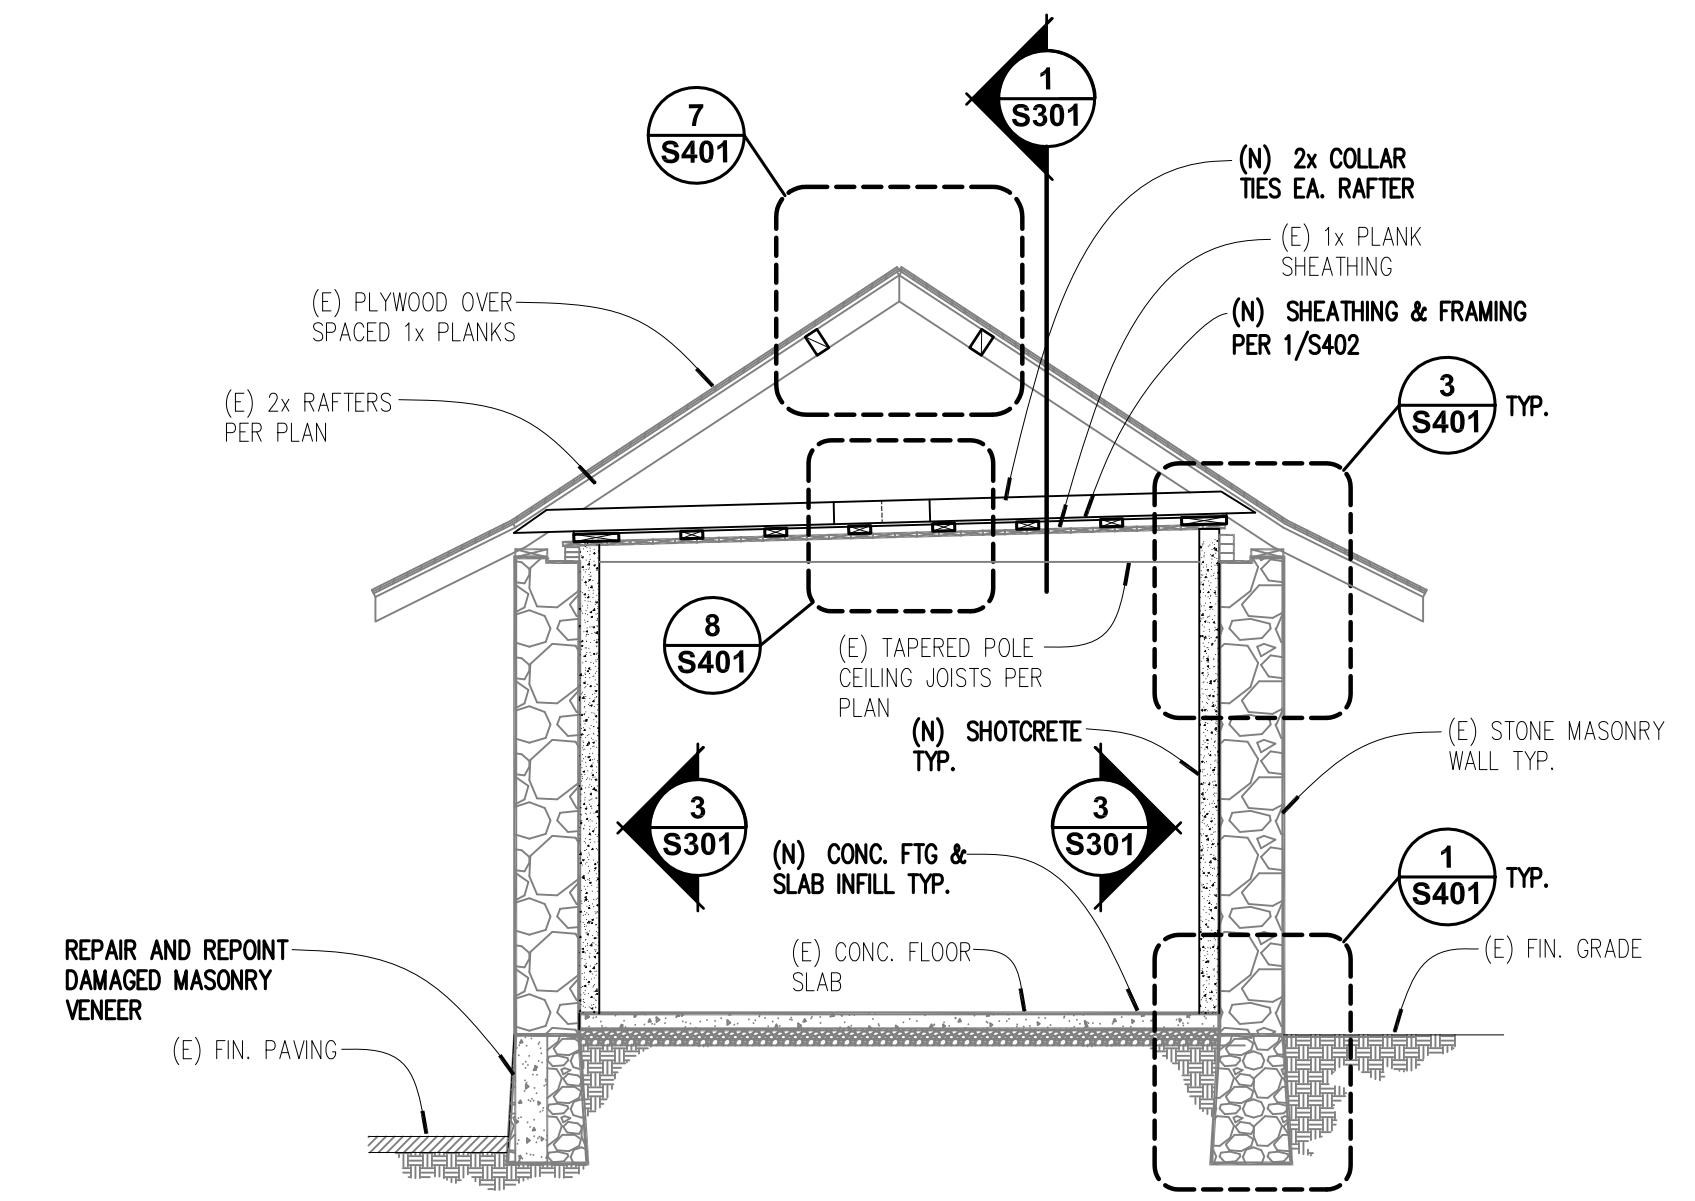 1
S301
7
S401
(N) 2x COLLAR
TIES EA. RAFTER
(E) 1x PLANK
SHEATHING
(E) PLYWOOD OVER
SPACED 1x PLANKS
(N) SHEATHING & FRAMING
PER 1/S402
(E) 2x RAFTERS
PER PLAN
3
S401
TYP.
8
S401
(E) TAPERED POLE
CEILING JOISTS PER
PLAN
(N) SHOTCRETE
TYP.
(E) STONE MASONRY
WALL TYP.
3
S301
3
S301
(N) CONC. FTG &
SLAB INFILL TYP.
1
S401
TYP.
REPAIR AND REPOINT
DAMAGED MASONRY
VENEER
(E) CONC. FLOOR
SLAB
(E) FIN. GRADE
(E) FIN. PAVING